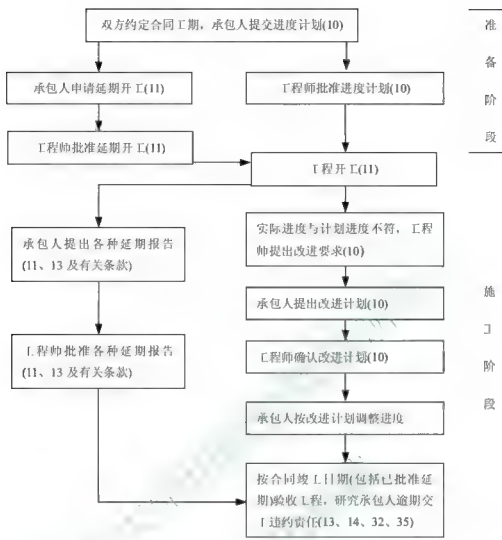 双方约定合同工期，承包人提交进度计划(10)
准
备
阶
段
承包人申请延期开工(11)
工程师批准进度计划(10)
工程师批准延期开工(11)
工程开工(11)
承包人提出各种延期报告
(11、13及有关条款)
实际进度与计划进度不符，工程
师提出改进要求(10)
承包人提出改进计划(10)
工程师批准各种延期报告
(11、13及有关条款)
工程师确认改进计划(10)
承包人按改进计划调整进度
按合同竣工日期(包括已批准延
期)验收工程，研究承包人逾期交
工违约责任(13、14、32、35)
施
工
阶
段